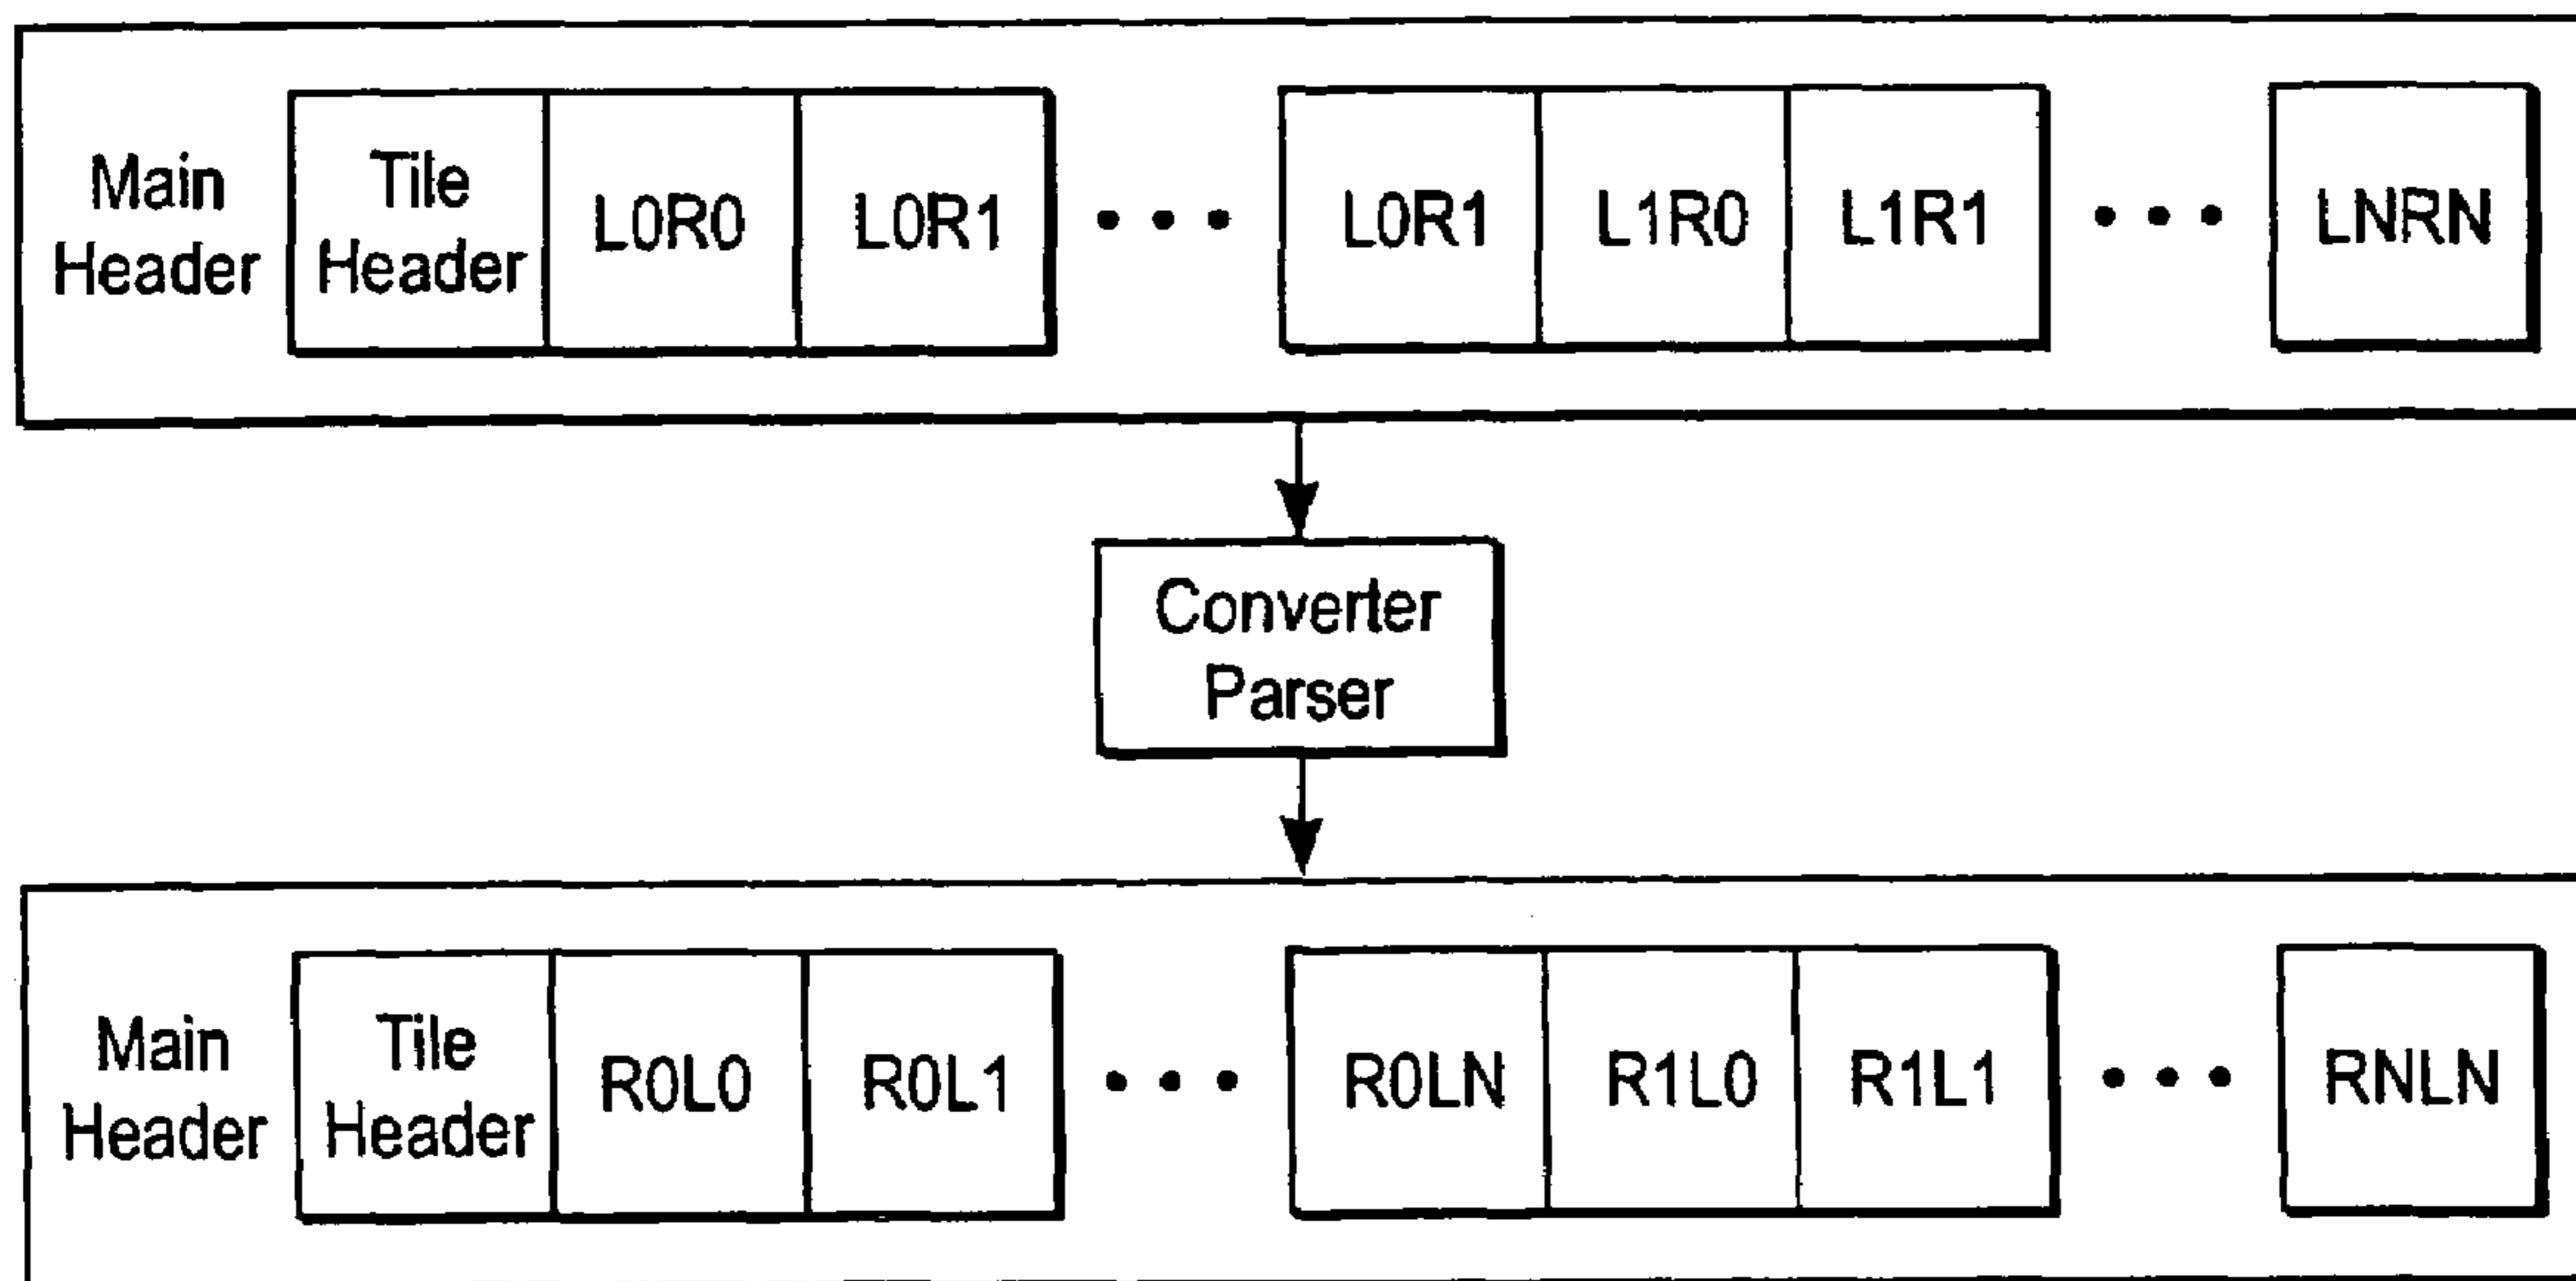 Main
Header
Tile
Header
L0R0
L0R1
L0R1
L1R0
L1R1
LNRN
Converter
Parser
Main
Header
Tile
Header
R0L0
R0L1
R0LN
R1L0
R1L1
RNLN